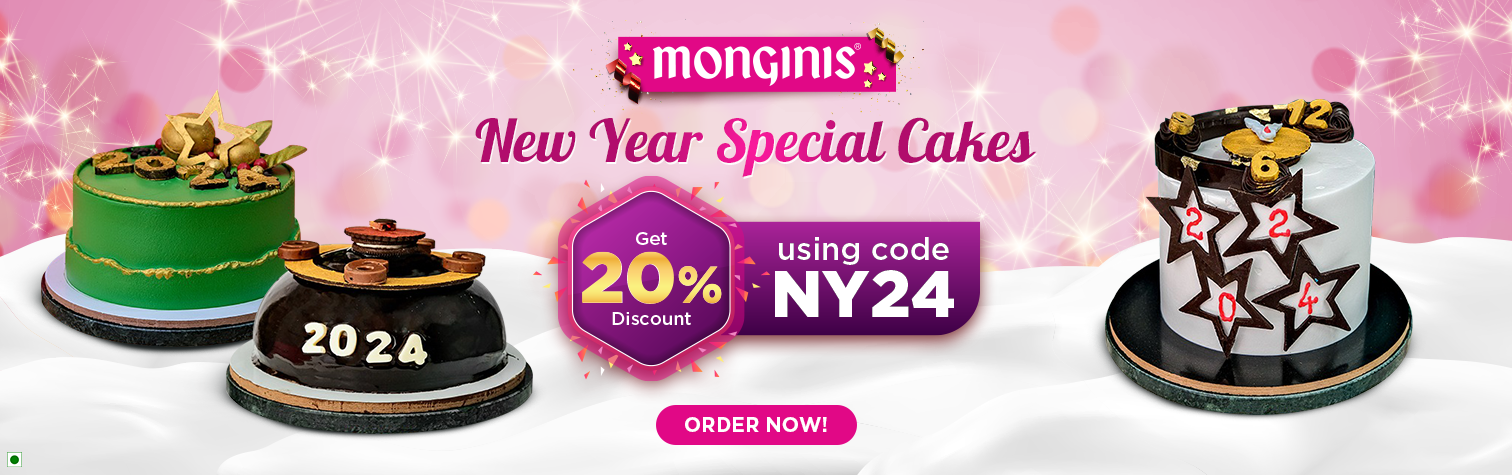 MONGINIS®
New Year Special Cakes
Get
20%
Discount
using code
NY24
ORDER NOW!
2024
2024
9 12
6
2 2
0 4